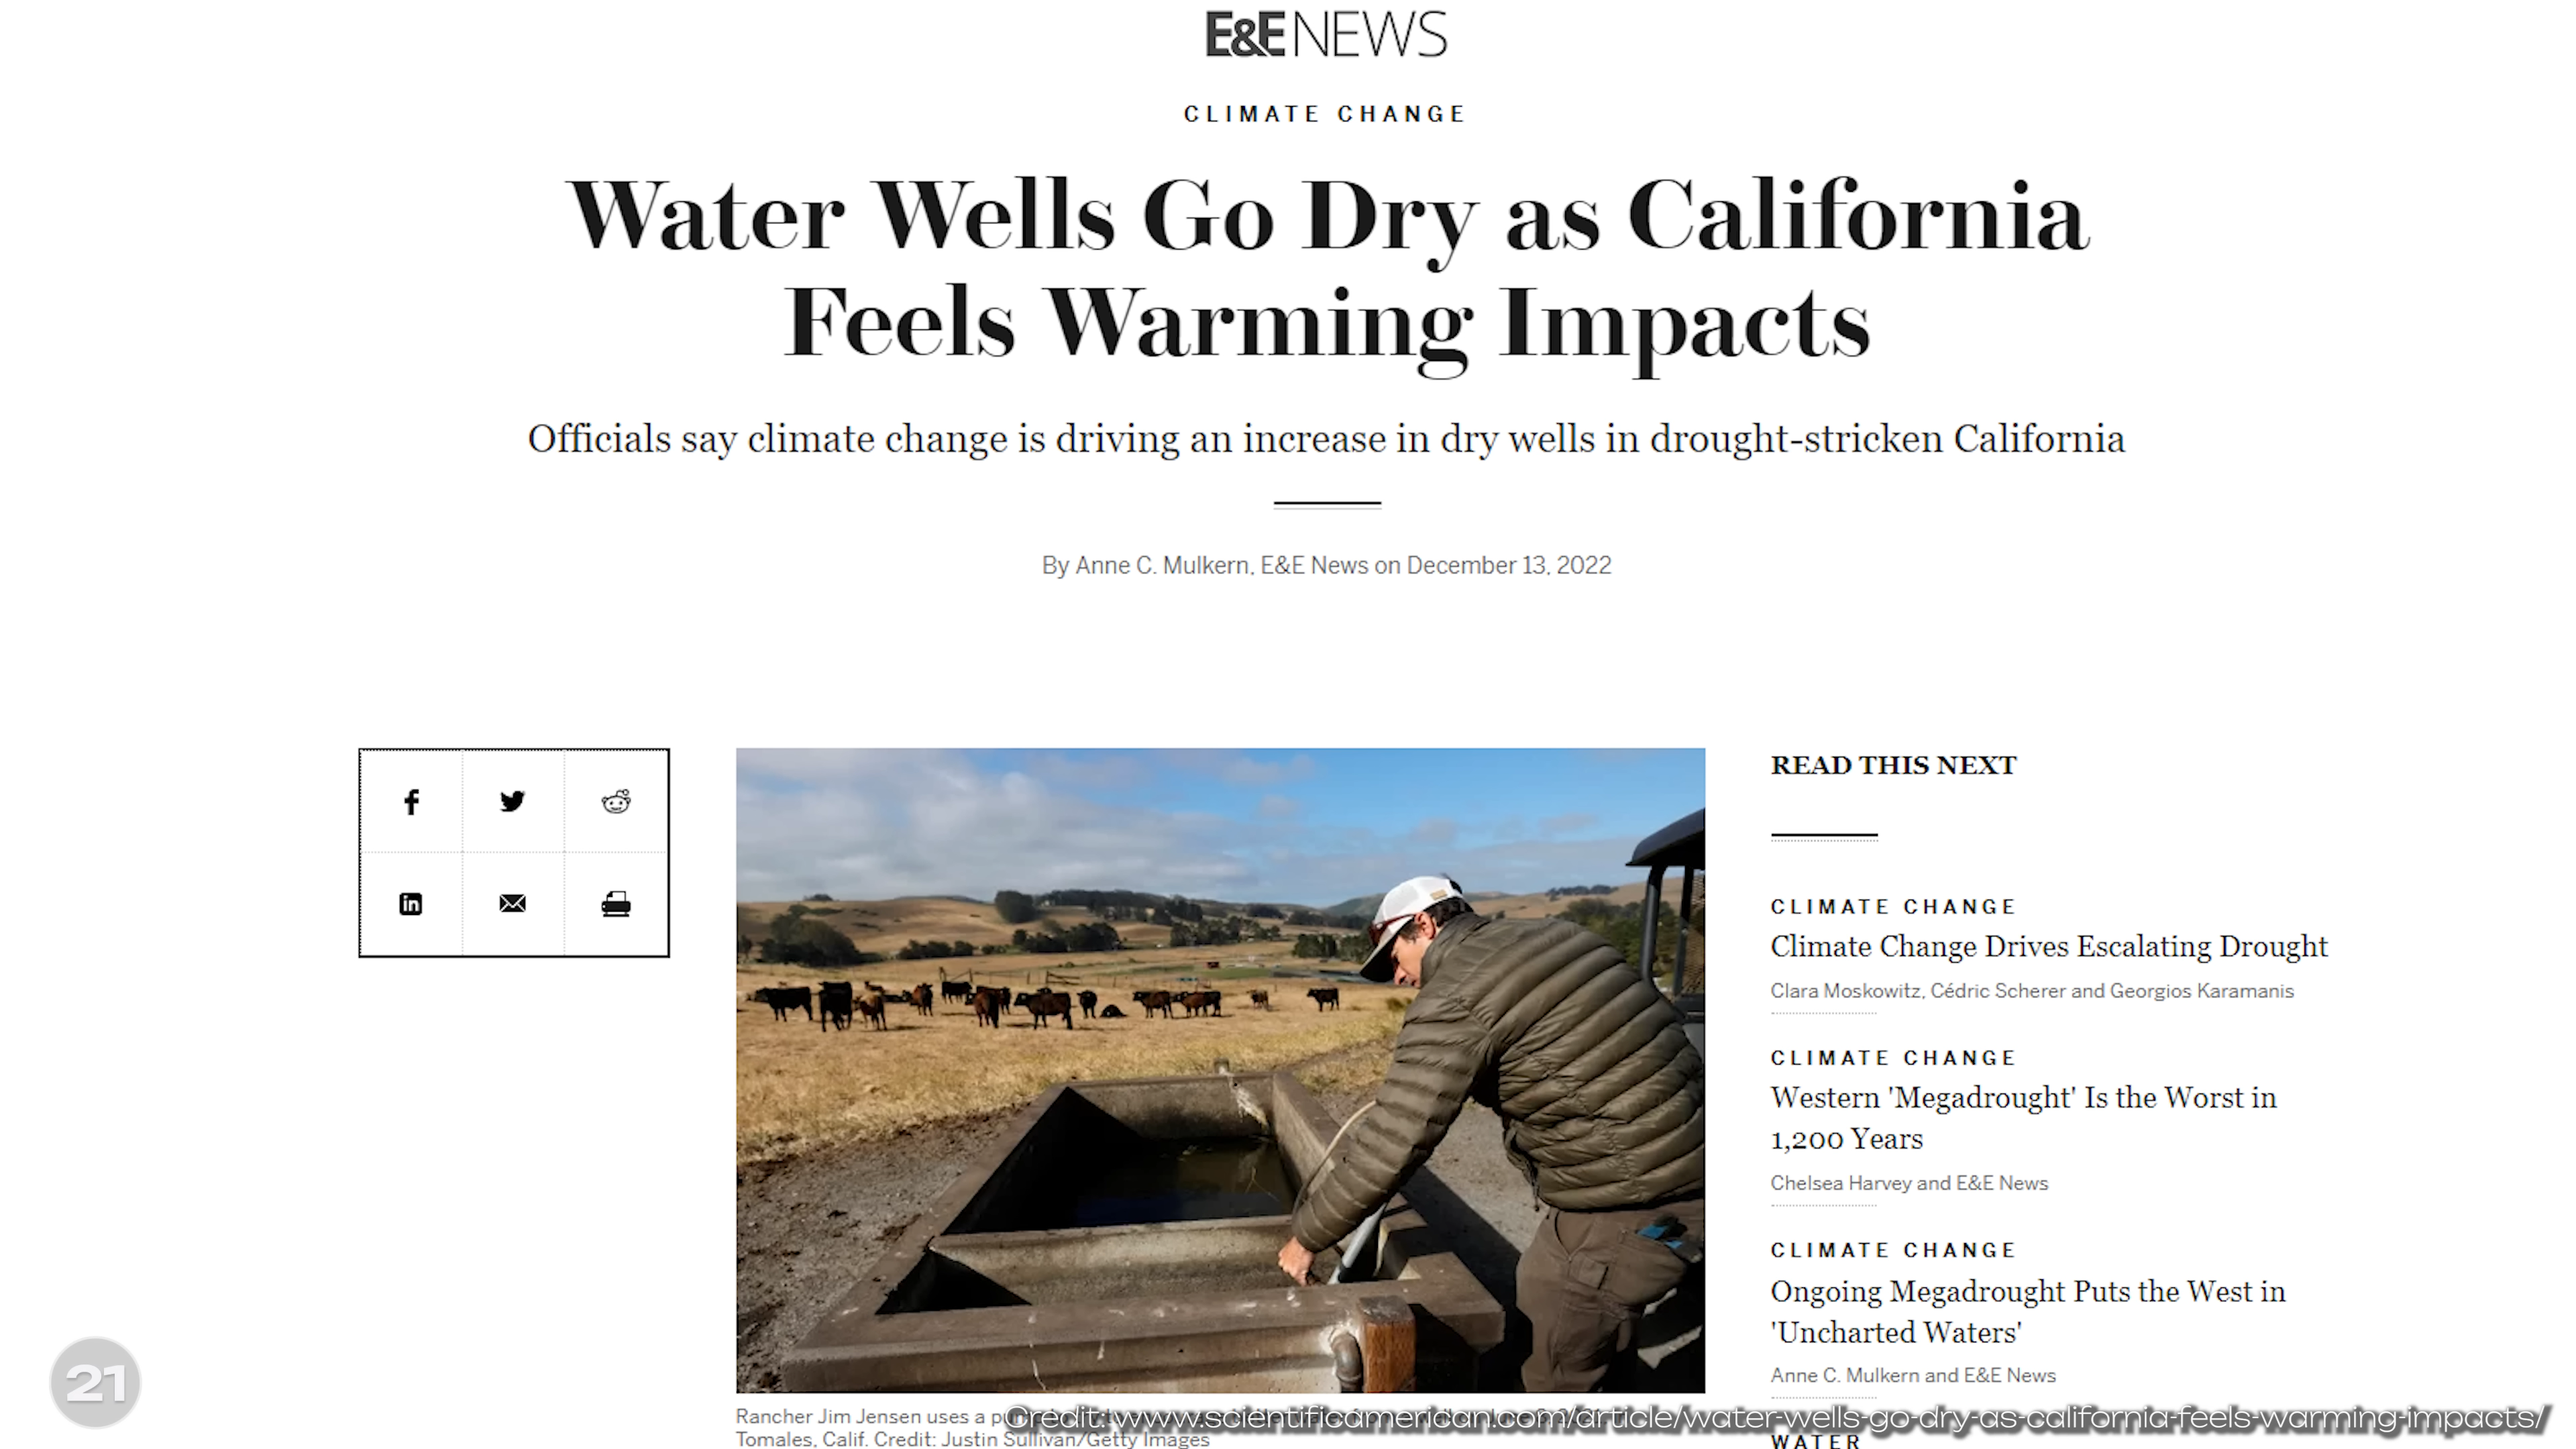 E&E NEWS
CLIMATE CHANGE
Water Wells Go Dry as California
Feels Warming Impacts
Officials say climate change is driving an increase in dry wells in drought-stricken California
By Anne C. Mulkern, E&E News on December 13, 2022
READ THIS NEXT
CLIMATE CHANGE
Climate Change Drives Escalating Drought
Clara Moskowitz, Cédric Scherer and Georgios Karamanis
CLIMATE CHANGE
Western 'Megadrought' Is the Worst in
1,200 Years
Chelsea Harvey and E&E News
CLIMATE CHANGE
Ongoing Megadrought Puts the West in
'Uncharted Waters'
Anne C. Mulkern and E&E News
WATER
21
Rancher Jim Jensen uses a
Tomales, Calif. Credit: Justin Sullivan/Getty Images
Credit: www.scientificamerican.com/article/water-wells-go-dry-as-california-feels-warming-impacts/